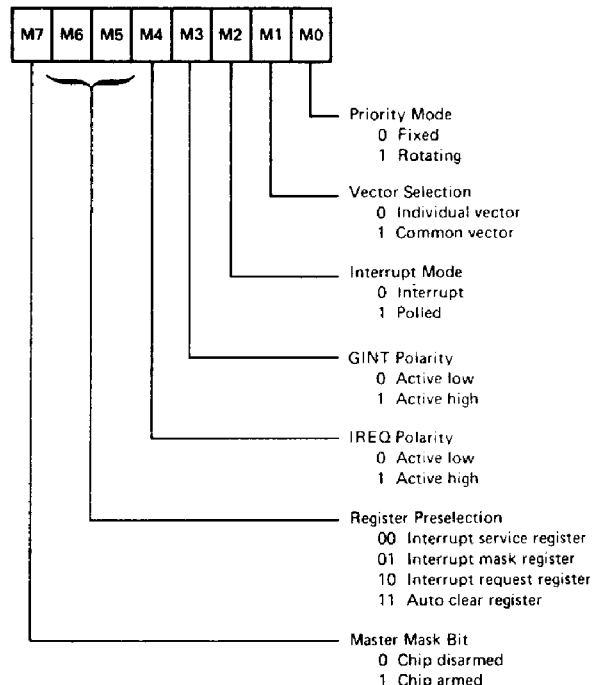 M7 M6 M5 M4 M3 M2 M1 M0
Priority Mode
0 Fixed
1 Rotating
Vector Selection
0 Individual vector
1 Common vector
Interrupt Mode
0 Interrupt
1 Polled
GINT Polarity
0 Active low
1 Active high
IREQ Polarity
0 Active low
1 Active high
Register Preselection
00 Interrupt service register
01 Interrupt mask register
10 Interrupt request register
11 Auto clear register
Master Mask Bit
0 Chip disarmed
1 Chip armed